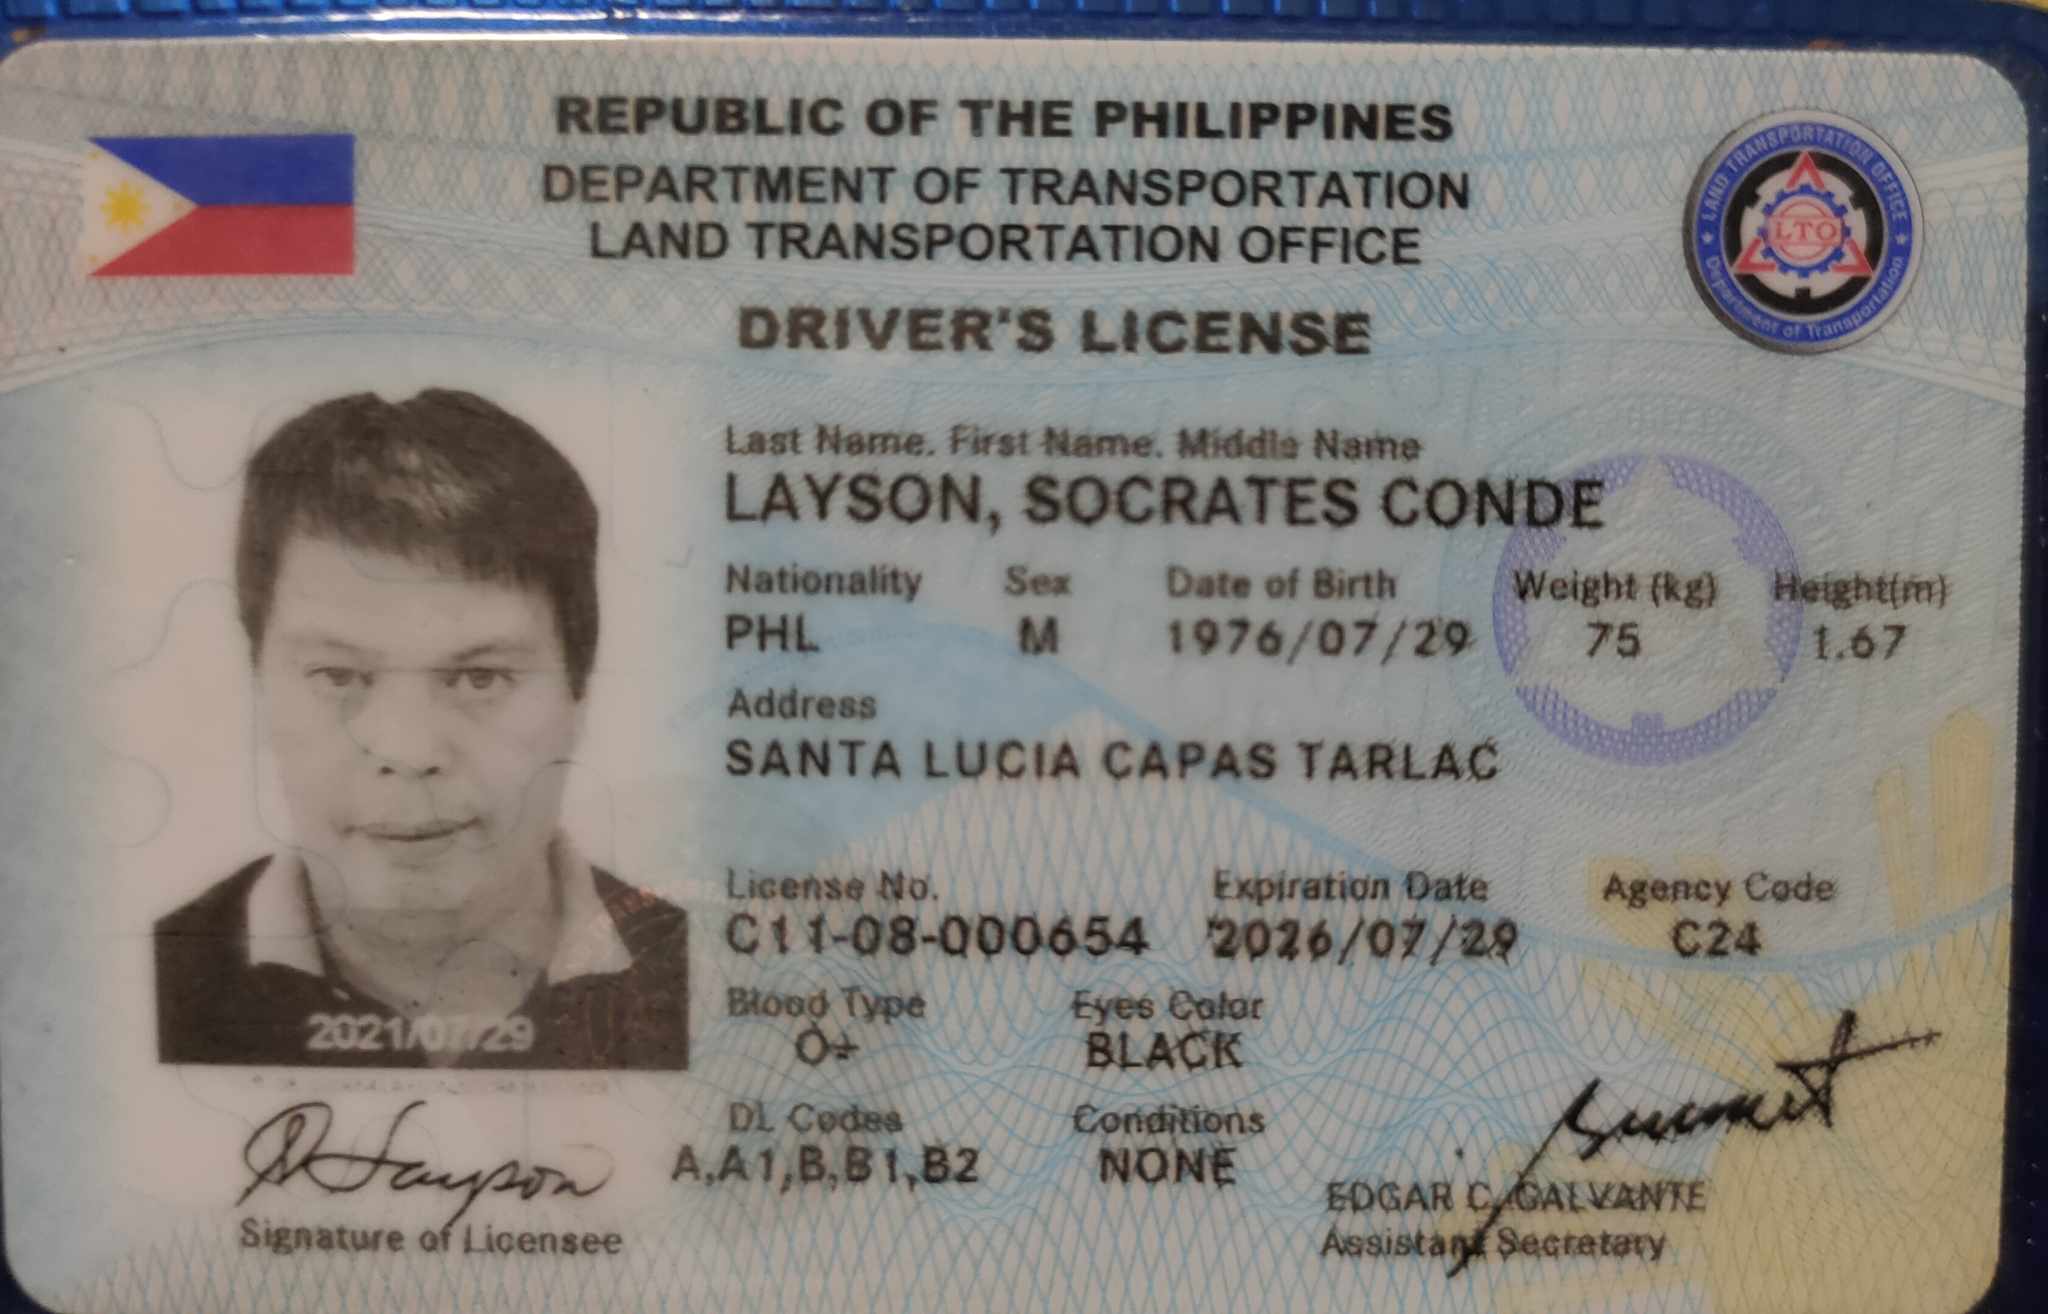 REPUBLIC OF THE PHILIPPINES
DEPARTMENT OF TRANSPORTATION
LAND TRANSPORTATION OFFICE
LAND TRANSPORTATION OFFICE
LTO
Department of Transportation
DRIVER'S LICENSE
Last Name. First Name. Middle Name
LAYSON, SOCRATES CONDE
Nationality Sex Date of Birth Weight (kg) Height(m)
PHL M 1976/07/29 75 1.67
Address
SANTA LUCIA CAPAS TARLAC
License No. Expiration Date Agency Code
C11-08-000654 2026/07/29 C24
Blood Type Eyes Color
O+ BLACK
2021/07/29
DL Codes Conditions
A,A1,B,B1,B2 NONE
Signature of Licensee
EDGAR C. GALVANTE
Assistant Secretary